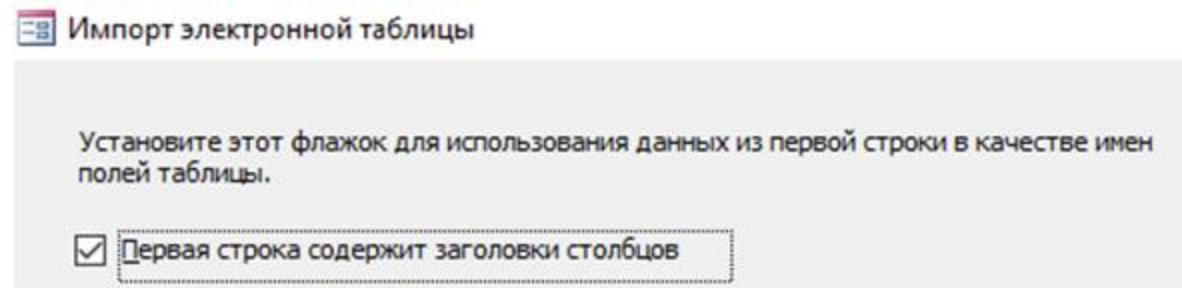 Импорт электронной таблицы
Установите этот флажок для использования данных из первой строки в качестве имен
полей таблицы.
Первая строка содержит заголовки столбцов